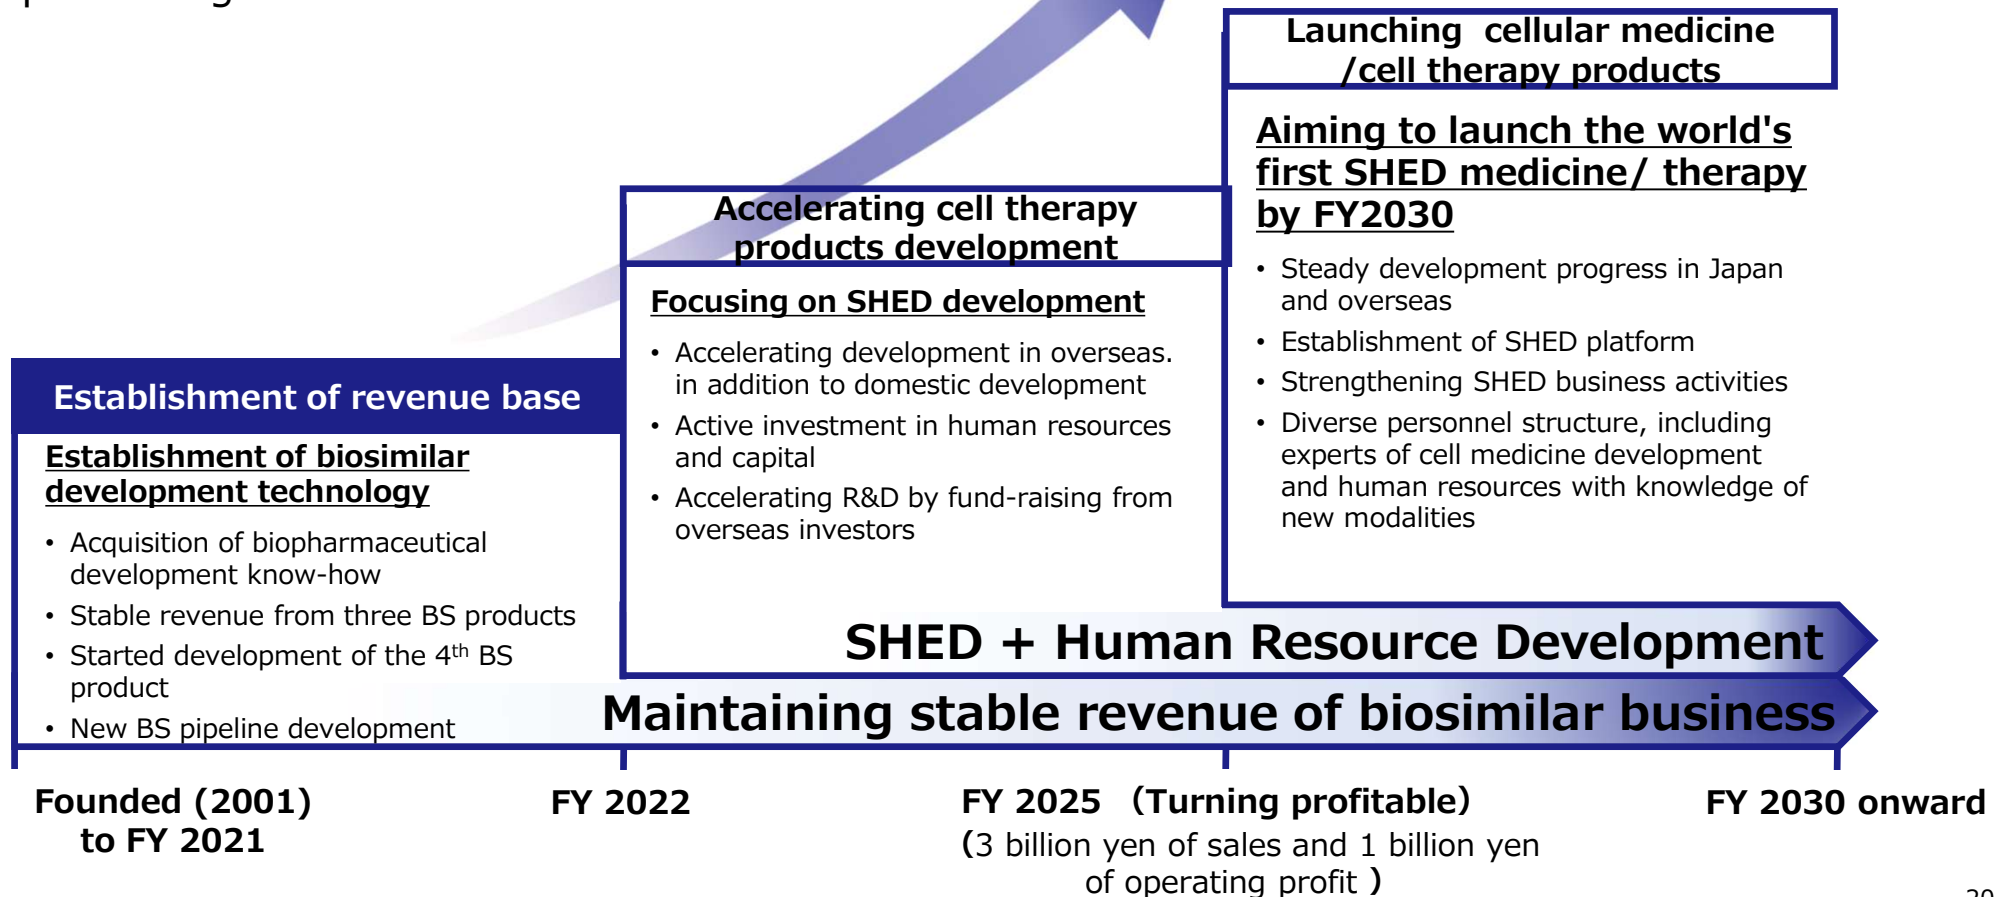 Launching cellular medicine
/cell therapy products
Aiming to launch the world's
first SHED medicine/ therapy
by FY2030
• Steady development progress in Japan
and overseas
• Establishment of SHED platform
• Strengthening SHED business activities
• Diverse personnel structure, including
experts of cell medicine development
and human resources with knowledge of
new modalities
Accelerating cell therapy
products development
Focusing on SHED development
• Accelerating development in overseas.
in addition to domestic development
• Active investment in human resources
and capital
• Accelerating R&D by fund-raising from
overseas investors
Establishment of revenue base
Establishment of biosimilar
development technology
• Acquisition of biopharmaceutical
development know-how
• Stable revenue from three BS products
• Started development of the 4th BS
product
• New BS pipeline development
SHED + Human Resource Development
Maintaining stable revenue of biosimilar business
Founded (2001)
to FY 2021
FY 2022
FY 2025 （Turning profitable）
(3 billion yen of sales and 1 billion yen
of operating profit )
FY 2030 onward